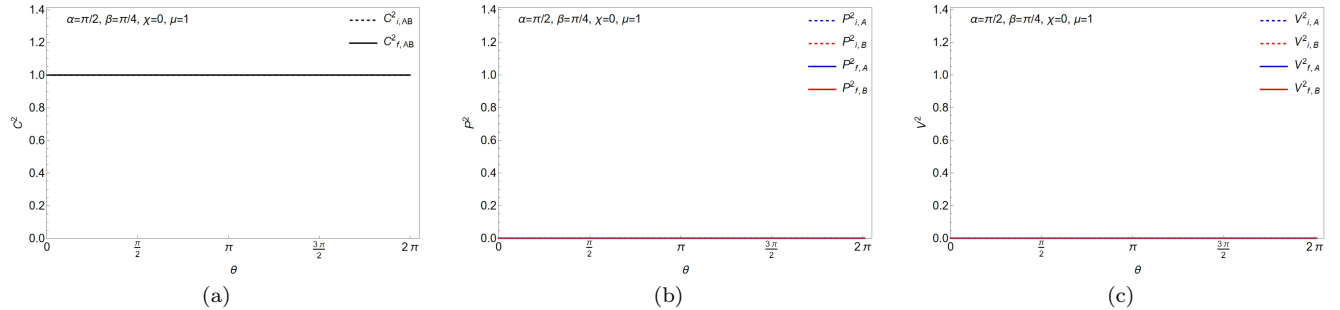 α=π/2, β=π/4, χ=0, μ=1
C²i,AB
C²f,AB
1.4
1.2
1.0
0.8
0.6
0.4
0.2
0.0
C²
0 π/2 π 3π/2 2π
θ
(a)
α=π/2, β=π/4, χ=0, μ=1
P²i,A
P²i,B
P²f,A
P²f,B
1.4
1.2
1.0
0.8
0.6
0.4
0.2
0.0
P²
0 π/2 π 3π/2 2π
θ
(b)
α=π/2, β=π/4, χ=0, μ=1
V²i,A
V²i,B
V²f,A
V²f,B
1.4
1.2
1.0
0.8
0.6
0.4
0.2
0.0
V²
0 π/2 π 3π/2 2π
θ
(c)